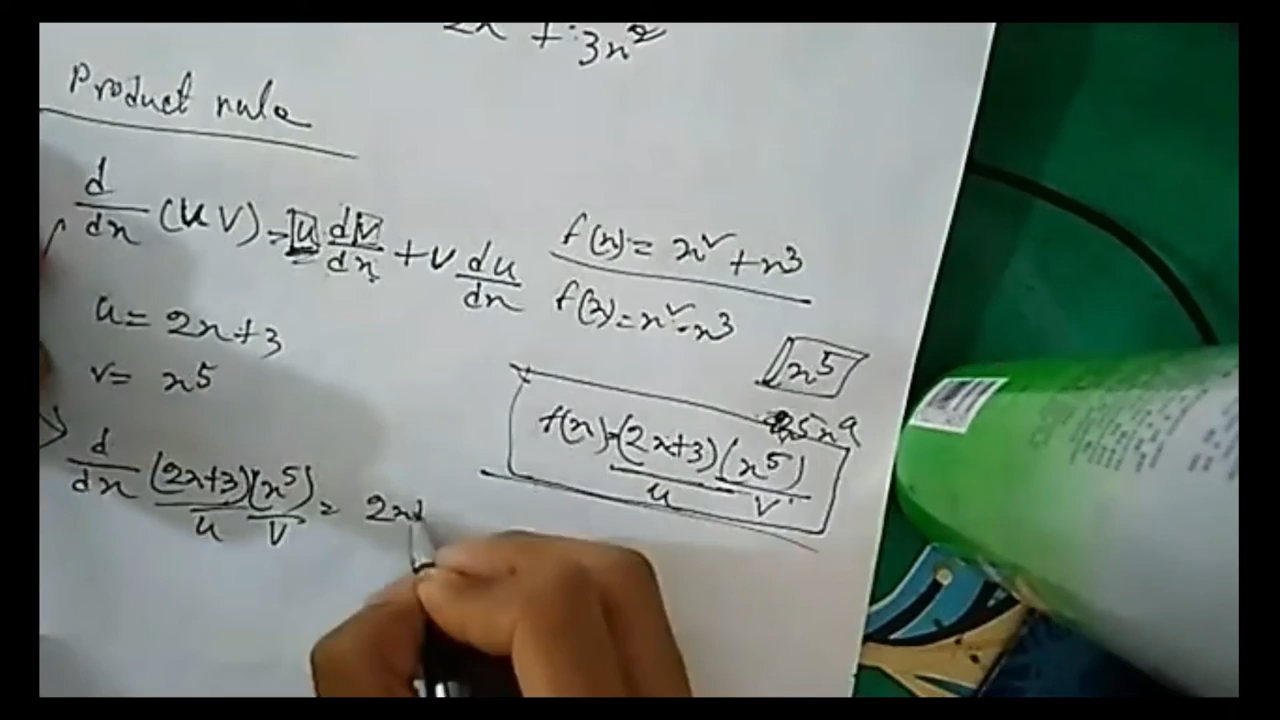 2x + 3x²
Product rule
d/dx (uv) = u dv/dx + v du/dx
u = 2x+3
v = x5
d/dx (2x+3)(x5) = 2x
u v
f(x) = x² + x3
f(x) = x² - x3
x5
f(x) = (2x+3)(x5)
u v